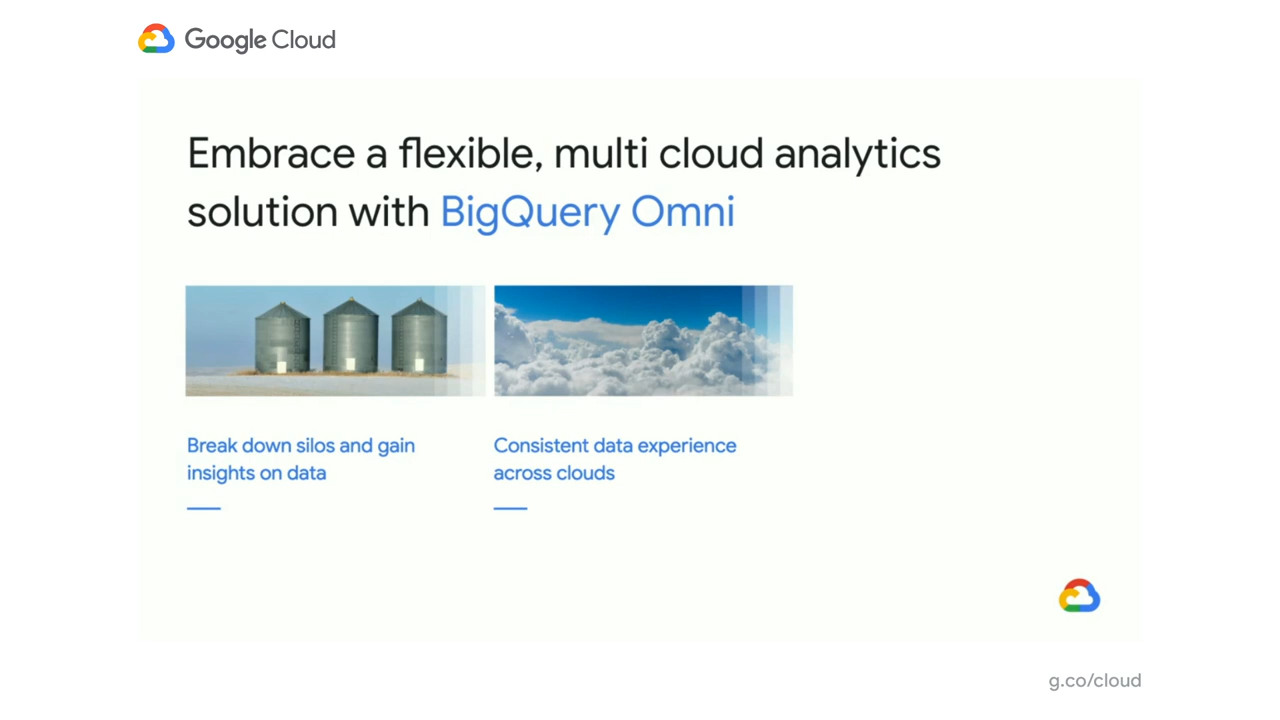 Google Cloud
Embrace a flexible, multi cloud analytics
solution with BigQuery Omni
Break down silos and gain
insights on data
Consistent data experience
across clouds
g.co/cloud